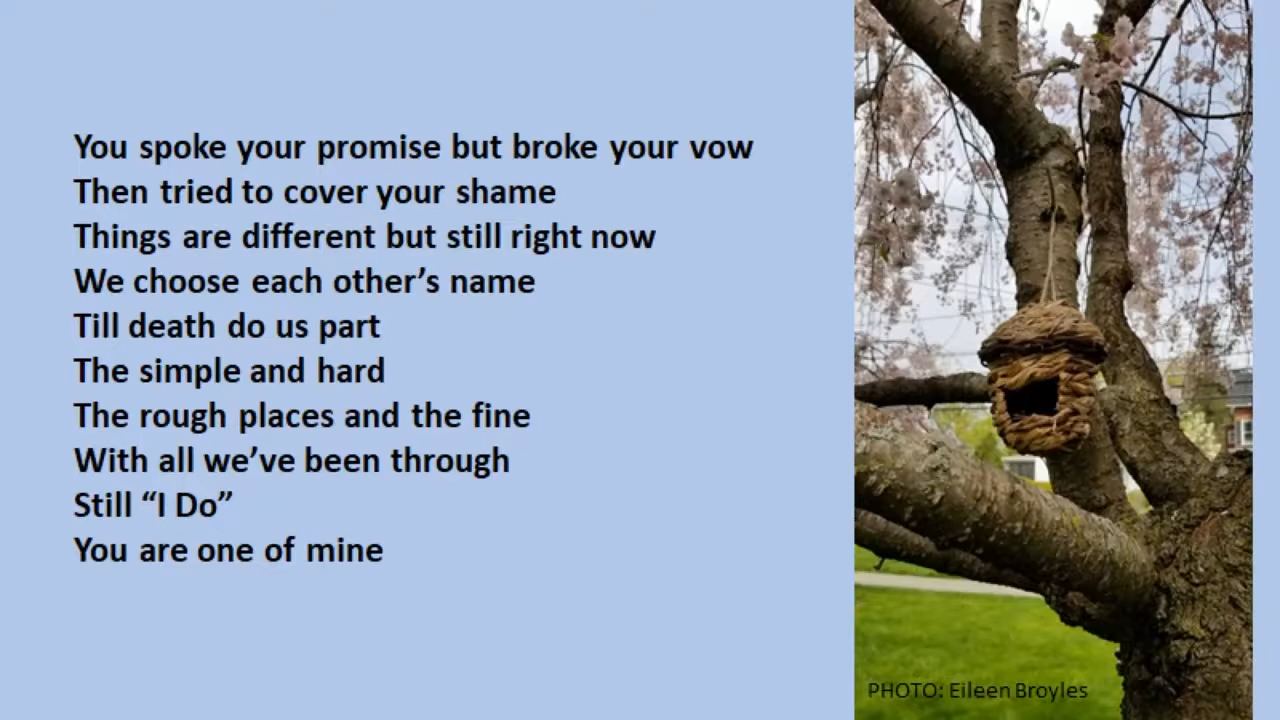 You spoke your promise but broke your vow
Then tried to cover your shame
Things are different but still right now
We choose each other’s name
Till death do us part
The simple and hard
The rough places and the fine
With all we’ve been through
Still “I Do”
You are one of mine
PHOTO: Eileen Broyles